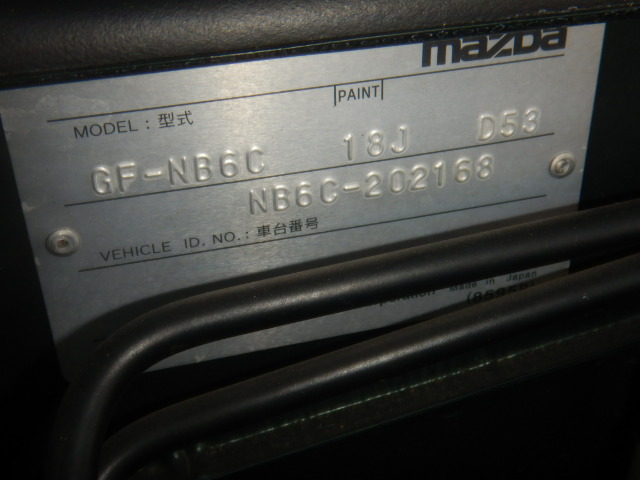 mazda
PAINT
MODEL : 型式
GF-NB6C 18J D53
NB6C-202168
VEHICLE ID. NO. : 車台番号
Made in Japan